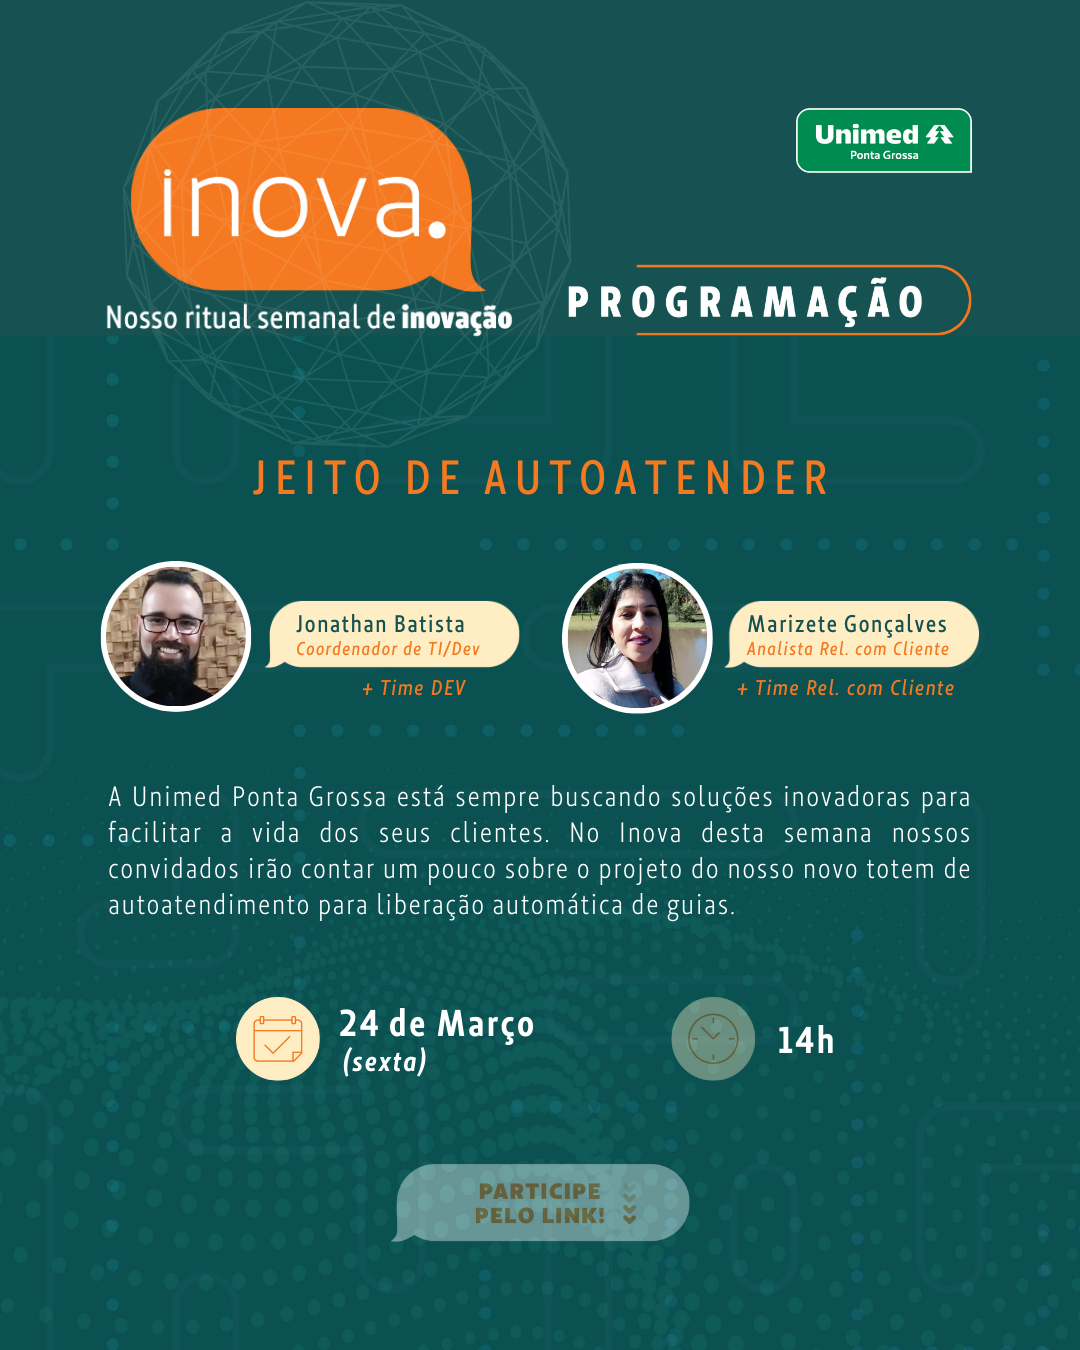 inova.
Nosso ritual semanal de inovação
Unimed
Ponta Grossa
PROGRAMAÇÃO
JEITO DE AUTOATENDER
Jonathan Batista
Coordenador de TI/Dev
+ Time DEV
Marizete Gonçalves
Analista Rel. com Cliente
+ Time Rel. com Cliente
A Unimed Ponta Grossa está sempre buscando soluções inovadoras para
facilitar a vida dos seus clientes. No Inova desta semana nossos
convidados irão contar um pouco sobre o projeto do nosso novo totem de
autoatendimento para liberação automática de guias.
24 de Março
(sexta)
14h
PARTICIPE
PELO LINK!